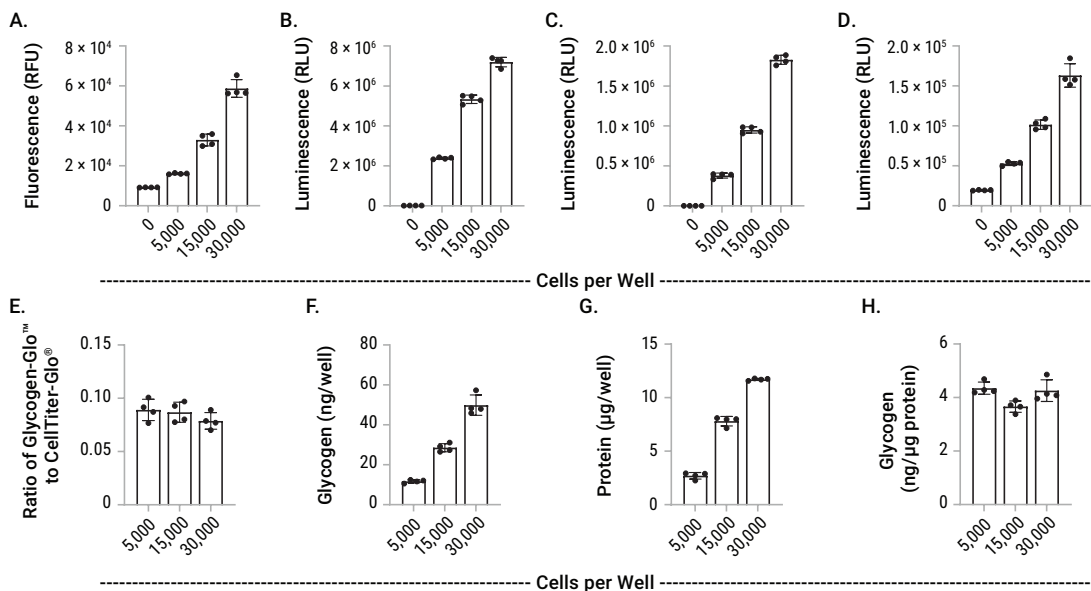 A.
Fluorescence (RFU)
8 × 10⁴
6 × 10⁴
4 × 10⁴
2 × 10⁴
0
0
5,000
15,000
30,000
B.
Luminescence (RLU)
8 × 10⁶
6 × 10⁶
4 × 10⁶
2 × 10⁶
0
0
5,000
15,000
30,000
C.
Luminescence (RLU)
2.0 × 10⁶
1.5 × 10⁶
1.0 × 10⁶
0.5 × 10⁶
0
0
5,000
15,000
30,000
D.
Luminescence (RLU)
2.0 × 10⁵
1.5 × 10⁵
1.0 × 10⁵
0.5 × 10⁵
0
0
5,000
15,000
30,000
Cells per Well
E.
Ratio of Glycogen-Glo™
to CellTiter-Glo®
0.15
0.10
0.05
0
5,000
15,000
30,000
F.
Glycogen (ng/well)
80
60
40
20
0
5,000
15,000
30,000
G.
Protein (µg/well)
15
10
5
0
5,000
15,000
30,000
H.
Glycogen
(ng/µg protein)
6
4
2
0
5,000
15,000
30,000
Cells per Well